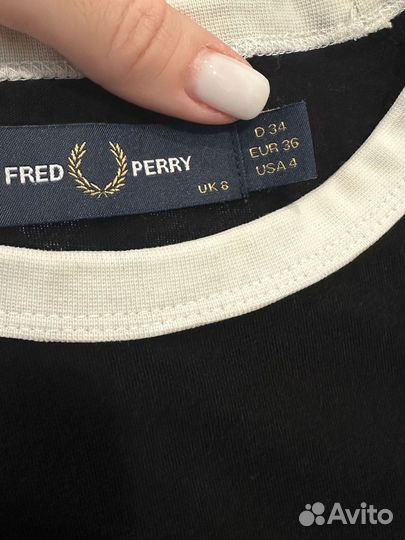 FRED PERRY
UK 8
D 34
EUR 36
USA 4
Avito